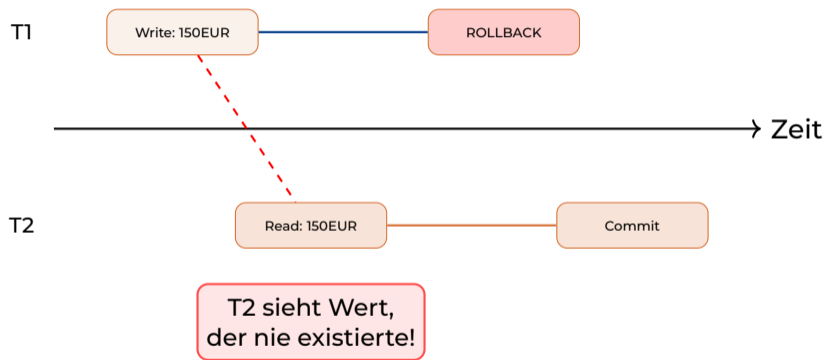 T1
Write: 150EUR
ROLLBACK
Zeit
T2
Read: 150EUR
Commit
T2 sieht Wert,
der nie existierte!